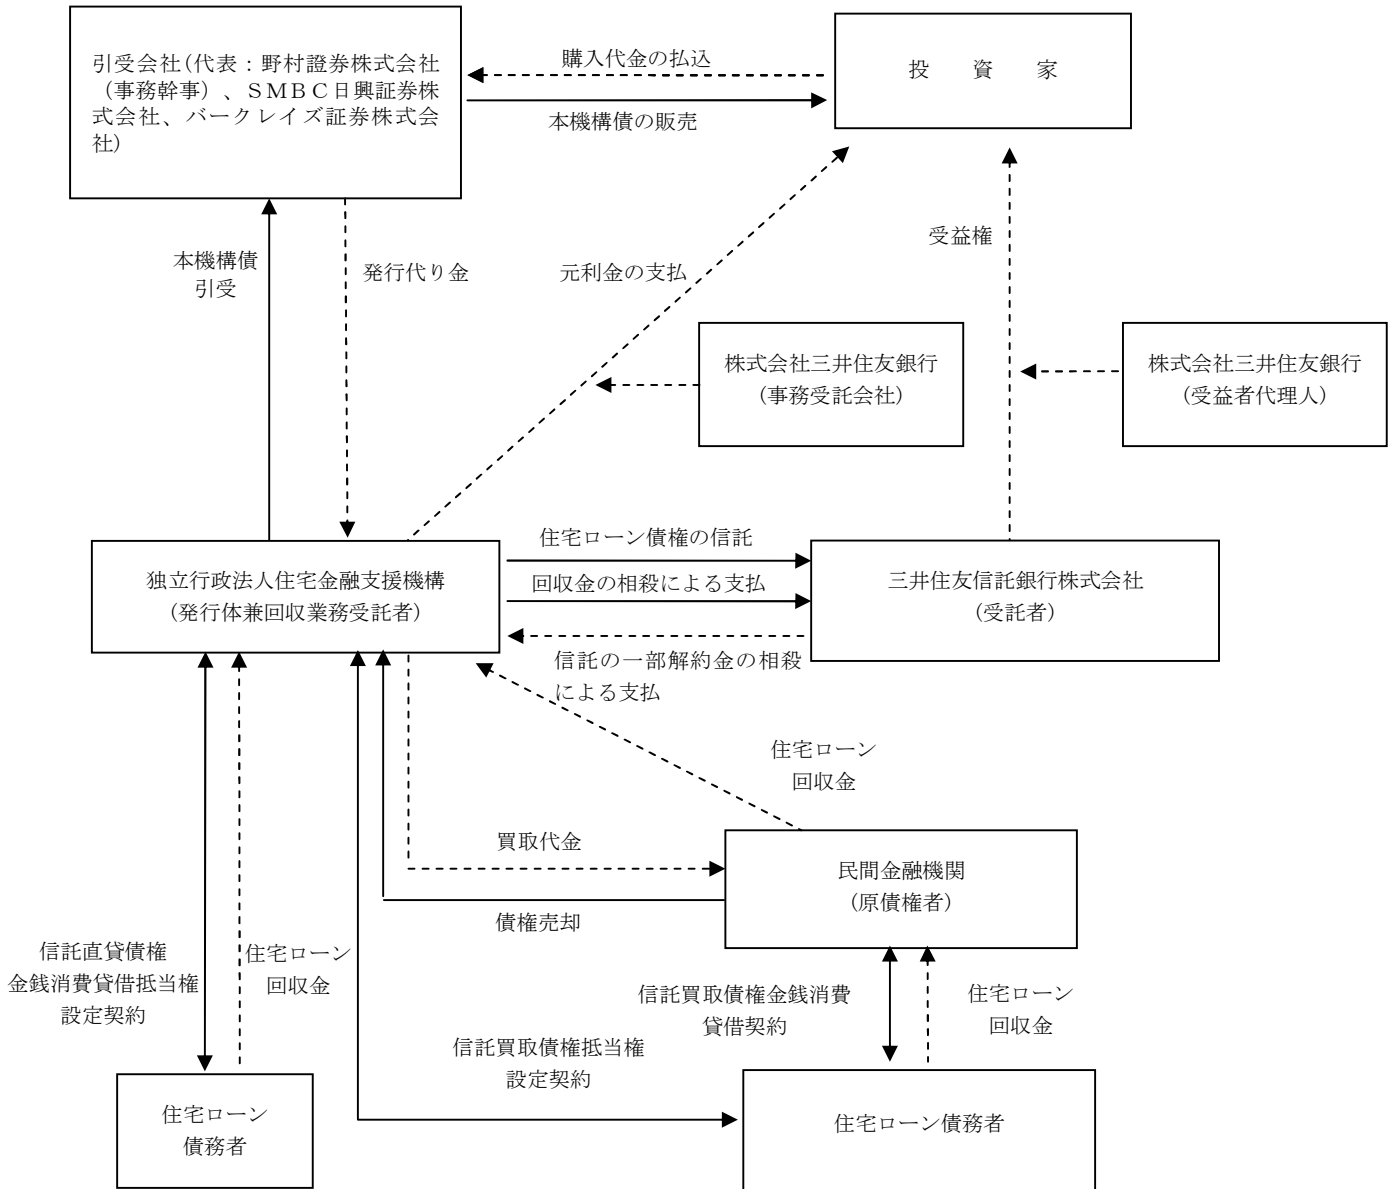 引受会社(代表：野村證券株式会社
(事務幹事)、ＳＭＢＣ日興証券株
式会社、バークレイズ証券株式会
社)
購入代金の払込
本機構債の販売
投　資　家
本機構債
引受
発行代り金
元利金の支払
受益権
株式会社三井住友銀行
(事務受託会社)
株式会社三井住友銀行
(受益者代理人)
独立行政法人住宅金融支援機構
(発行体兼回収業務受託者)
住宅ローン債権の信託
回収金の相殺による支払
信託の一部解約金の相殺
による支払
三井住友信託銀行株式会社
(受託者)
住宅ローン
回収金
買取代金
債権売却
民間金融機関
(原債権者)
信託直貸債権
金銭消費貸借抵当権
設定契約
住宅ローン
回収金
信託買取債権抵当権
設定契約
信託買取債権金銭消費
貸借契約
住宅ローン
回収金
住宅ローン
債務者
住宅ローン債務者